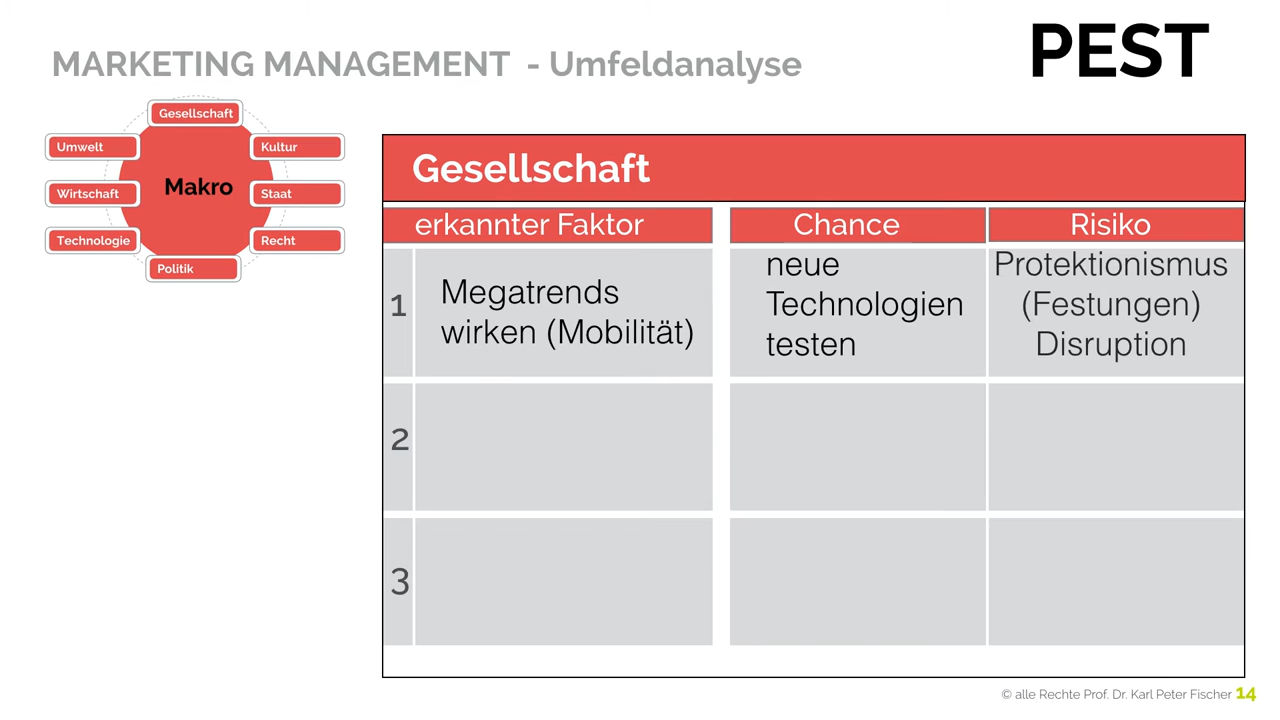 MARKETING MANAGEMENT - Umfeldanalyse
PEST
Gesellschaft
Umwelt
Kultur
Makro
Wirtschaft
Staat
Technologie
Recht
Politik
Gesellschaft
erkannter Faktor
Chance
Risiko
1
Megatrends
wirken (Mobilität)
neue
Technologien
testen
Protektionismus
(Festungen)
Disruption
2
3
© alle Rechte Prof. Dr. Karl Peter Fischer 14